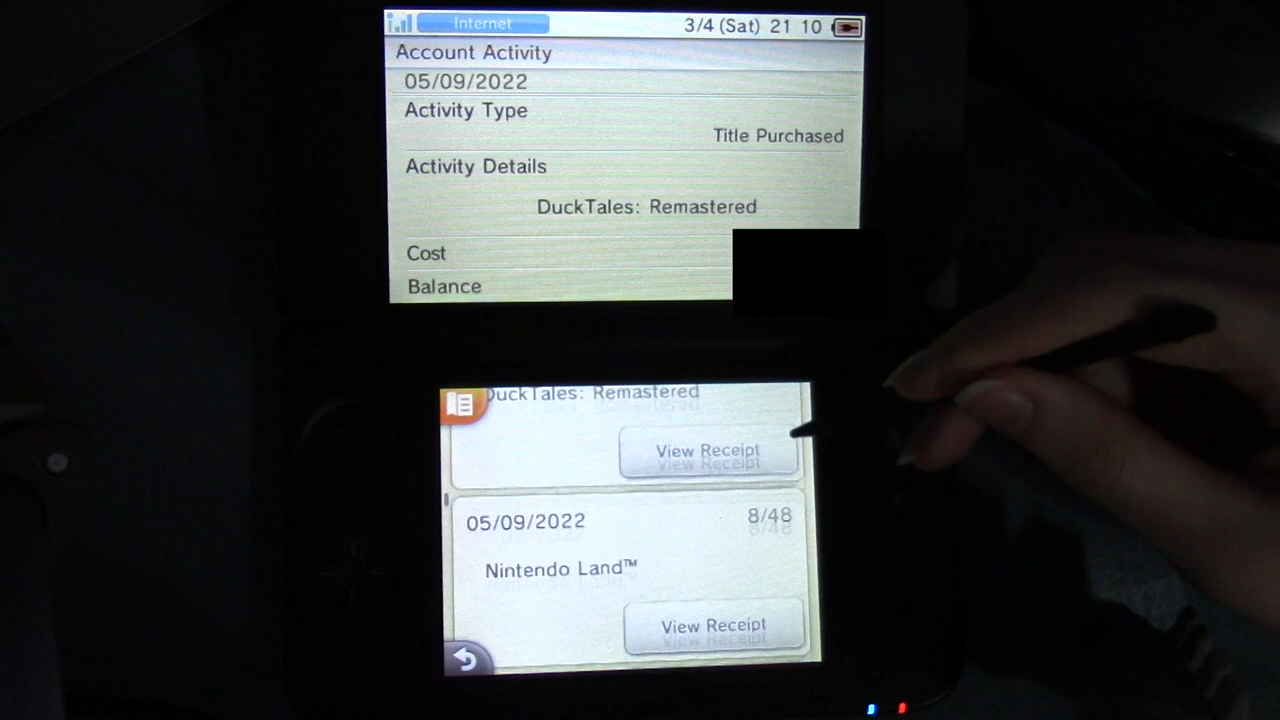 Internet
3/4 (Sat) 21 10
Account Activity
05/09/2022
Activity Type
Title Purchased
Activity Details
DuckTales: Remastered
Cost
Balance
DuckTales: Remastered
View Receipt
05/09/2022
8/48
Nintendo Land™
View Receipt